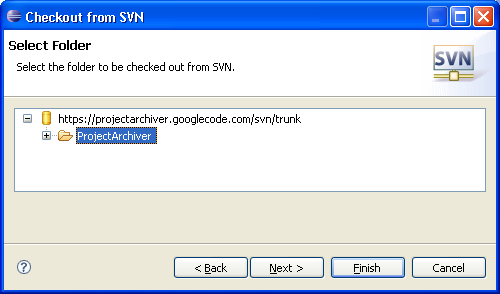 Checkout from SVN
Select Folder
Select the folder to be checked out from SVN.
SVN
https://projectarchiver.googlecode.com/svn/trunk
ProjectArchiver
? < Back Next > Finish Cancel